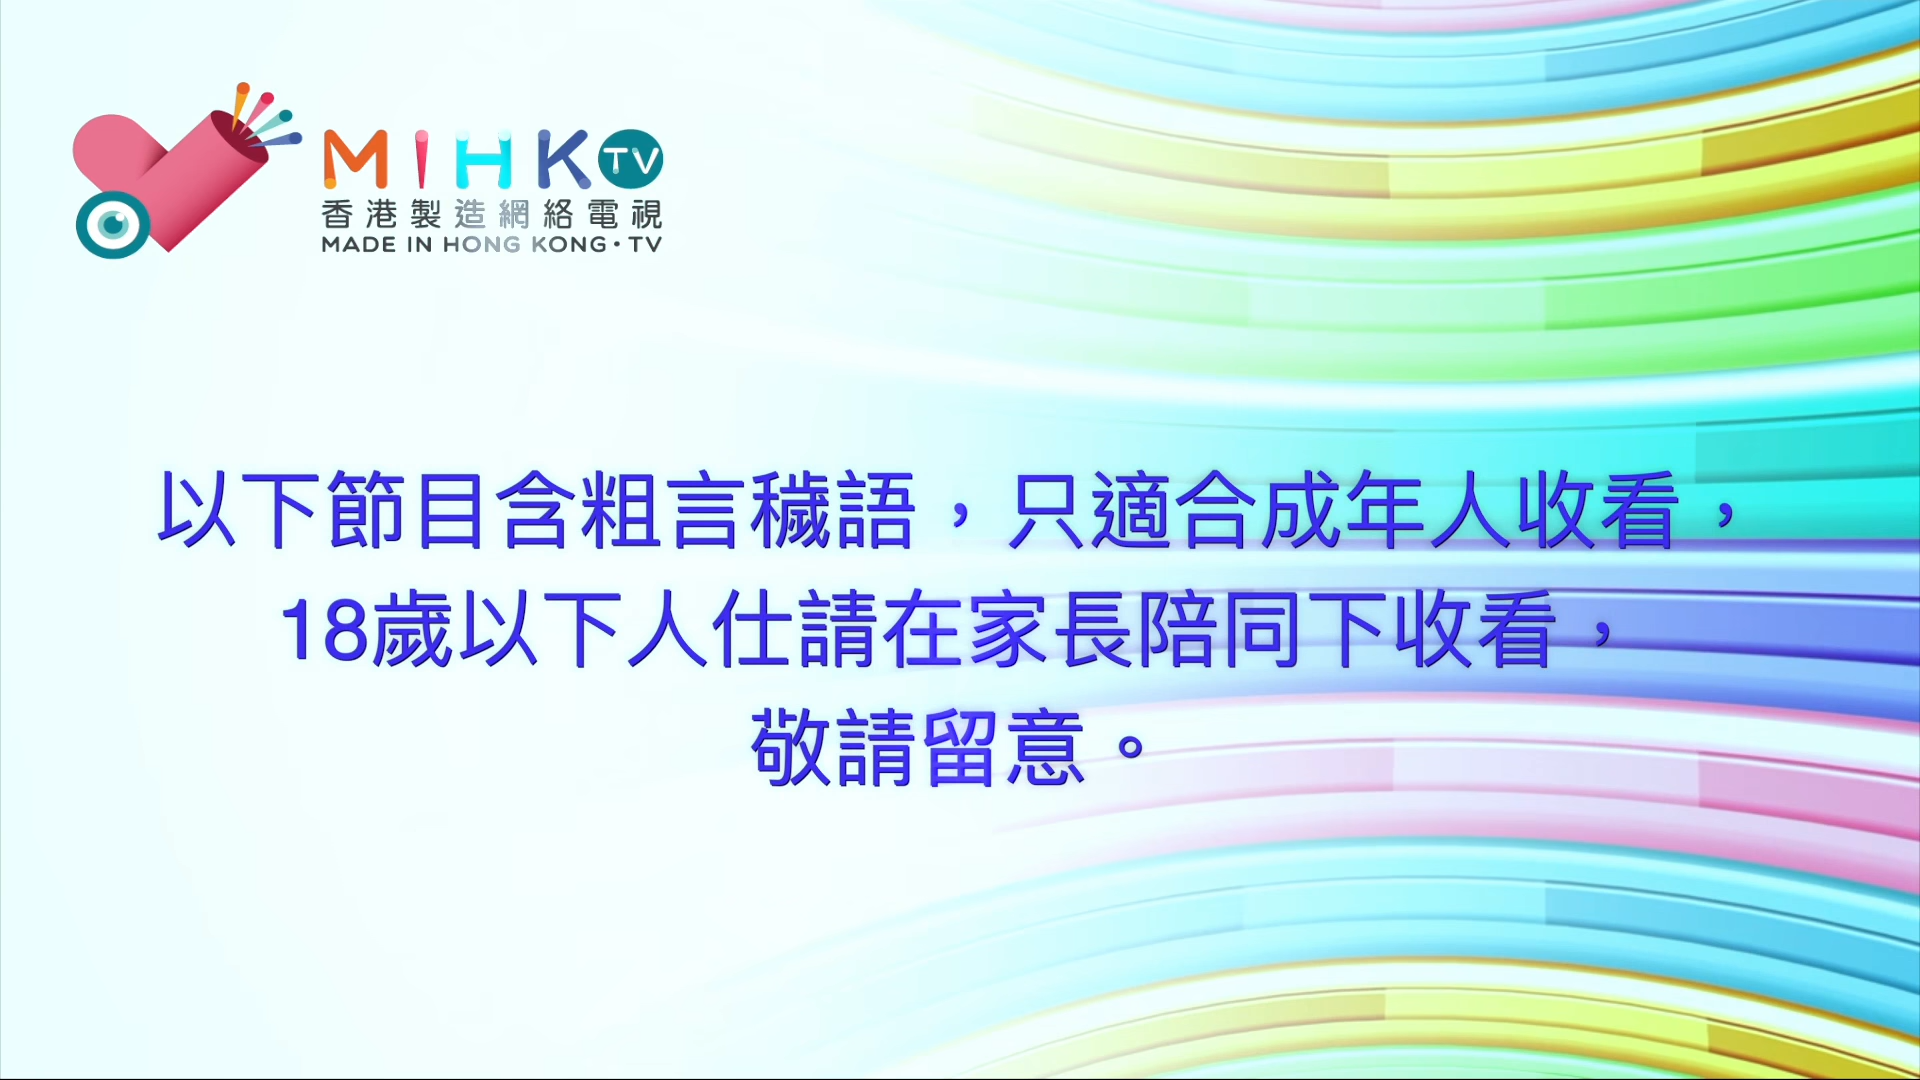 MIHK TV
香港製造網絡電視
MADE IN HONG KONG・TV
以下節目含粗言穢語，只適合成年人收看，
18歲以下人仕請在家長陪同下收看，
敬請留意。